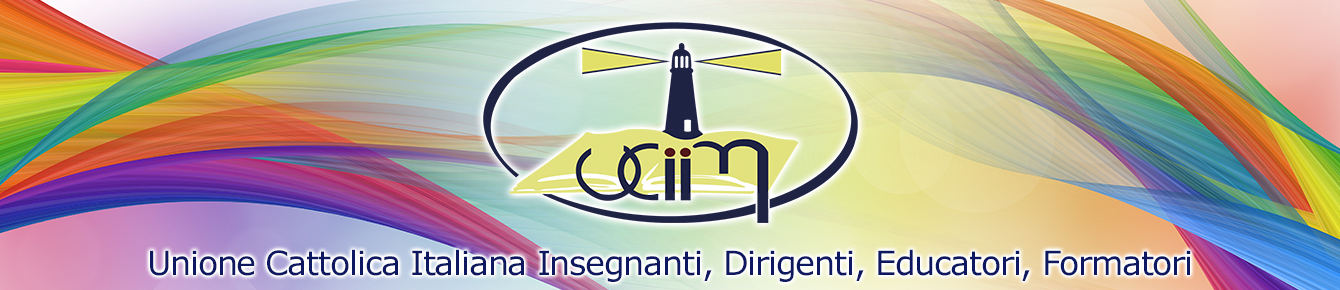 uciim
Unione Cattolica Italiana Insegnanti, Dirigenti, Educatori, Formatori